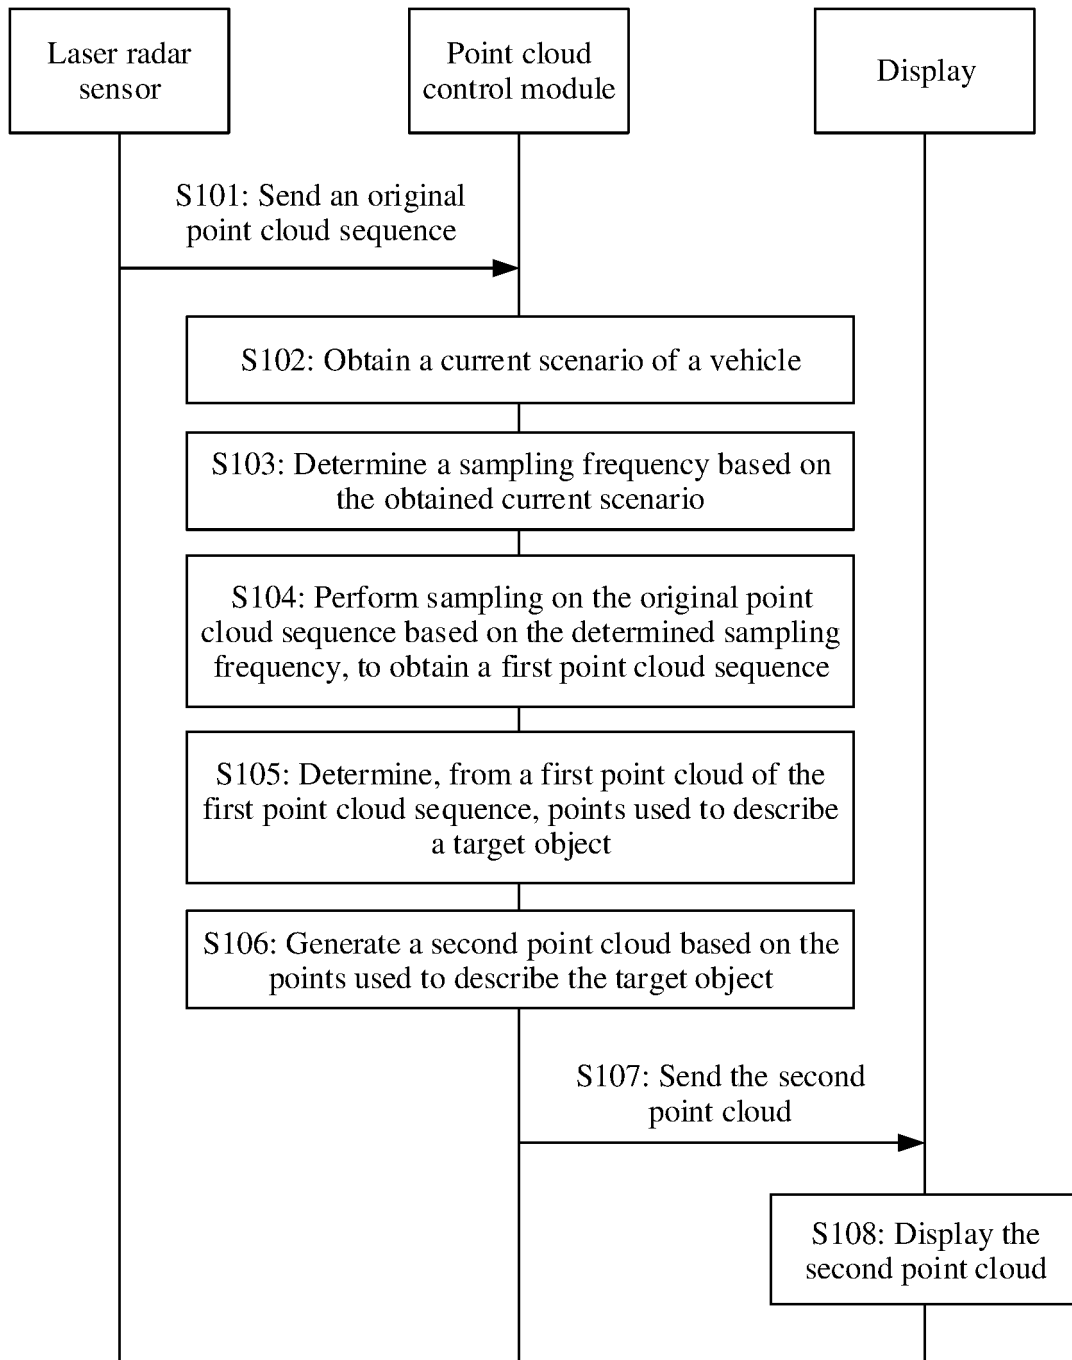 Laser radar
sensor
Point cloud
control module
Display
S101: Send an original
point cloud sequence
S102: Obtain a current scenario of a vehicle
S103: Determine a sampling frequency based on
the obtained current scenario
S104: Perform sampling on the original point
cloud sequence based on the determined sampling
frequency, to obtain a first point cloud sequence
S105: Determine, from a first point cloud of the
first point cloud sequence, points used to describe
a target object
S106: Generate a second point cloud based on the
points used to describe the target object
S107: Send the second
point cloud
S108: Display the
second point cloud